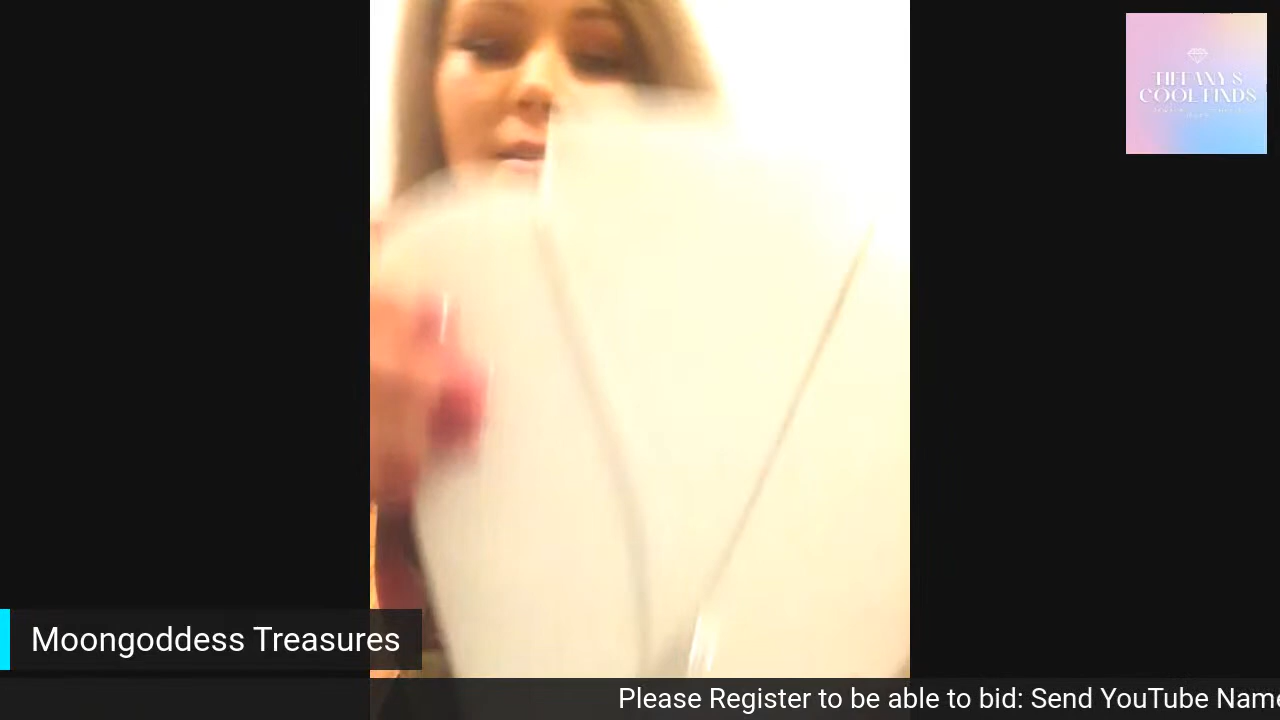 TIFFANY'S
COOL FINDS
Moongoddess Treasures
Please Register to be able to bid: Send YouTube Name